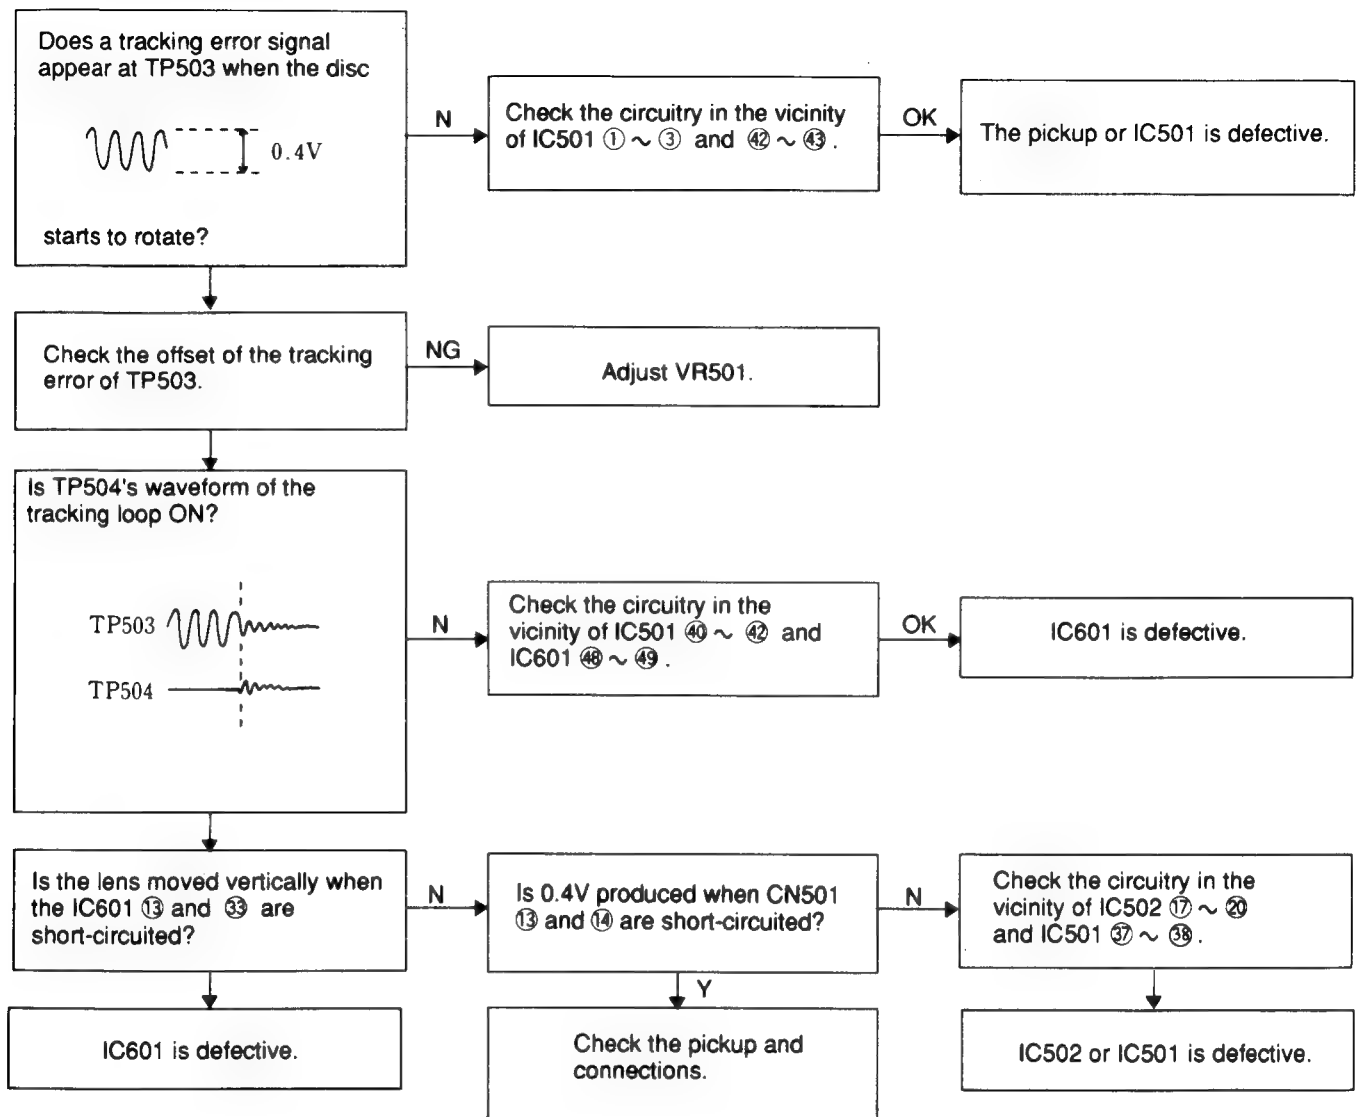 Does a tracking error signal
appear at TP503 when the disc
0.4V
starts to rotate?
N
Check the circuitry in the vicinity
of IC501 ① ~ ③ and ㊷ ~ ㊸ .
OK
The pickup or IC501 is defective.
Check the offset of the tracking
error of TP503.
NG
Adjust VR501.
Is TP504's waveform of the
tracking loop ON?
TP503
TP504
N
Check the circuitry in the
vicinity of IC501 ㊵ ~ ㊷ and
IC601 ㊽ ~ ㊾ .
OK
IC601 is defective.
Is the lens moved vertically when
the IC601 ⑬ and ㉝ are
short-circuited?
N
Is 0.4V produced when CN501
⑬ and ⑭ are short-circuited?
N
Check the circuitry in the
vicinity of IC502 ⑰ ~ ⑳
and IC501 ㊲ ~ ㊳ .
Y
IC601 is defective.
Check the pickup and
connections.
IC502 or IC501 is defective.